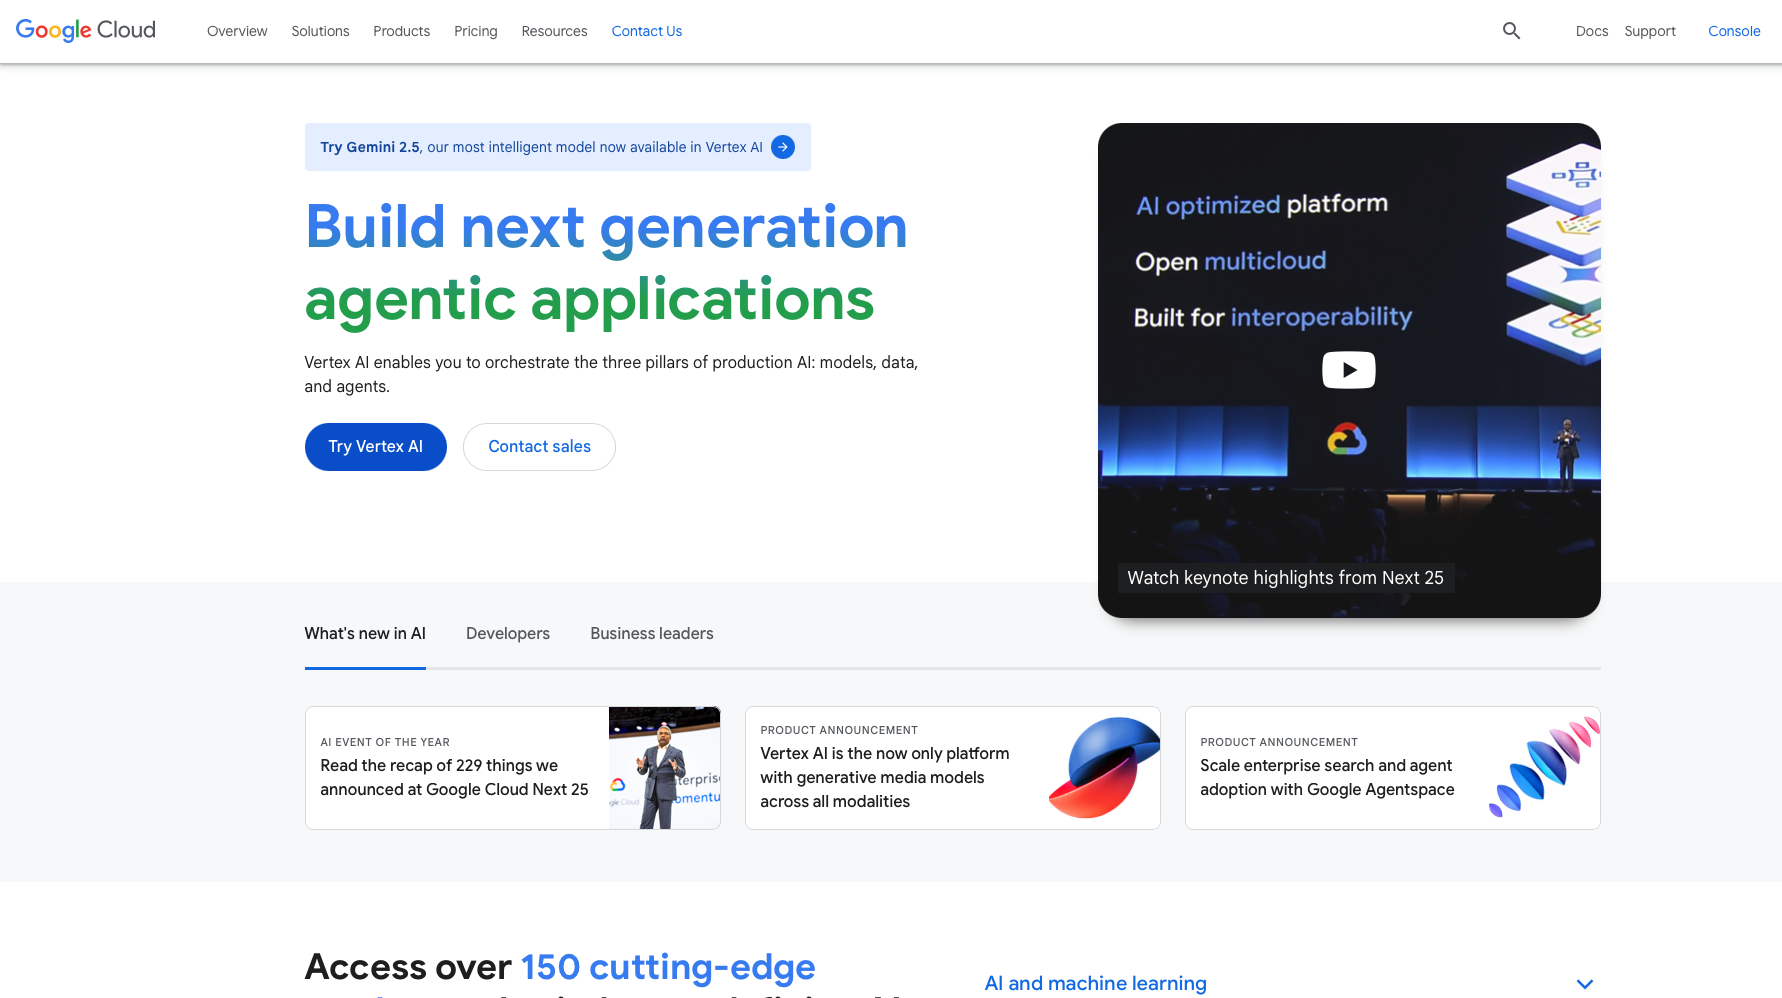 Google Cloud
Overview
Solutions
Products
Pricing
Resources
Contact Us
Docs
Support
Console
Try Gemini 2.5, our most intelligent model now available in Vertex AI
Build next generation
agentic applications
Vertex AI enables you to orchestrate the three pillars of production AI: models, data,
and agents.
Try Vertex AI
Contact sales
AI optimized platform
Open multicloud
Built for interoperability
Watch keynote highlights from Next 25
What's new in AI
Developers
Business leaders
AI EVENT OF THE YEAR
Read the recap of 229 things we
announced at Google Cloud Next 25
PRODUCT ANNOUNCEMENT
Vertex AI is the now only platform
with generative media models
across all modalities
PRODUCT ANNOUNCEMENT
Scale enterprise search and agent
adoption with Google Agentspace
Access over 150 cutting-edge
AI and machine learning